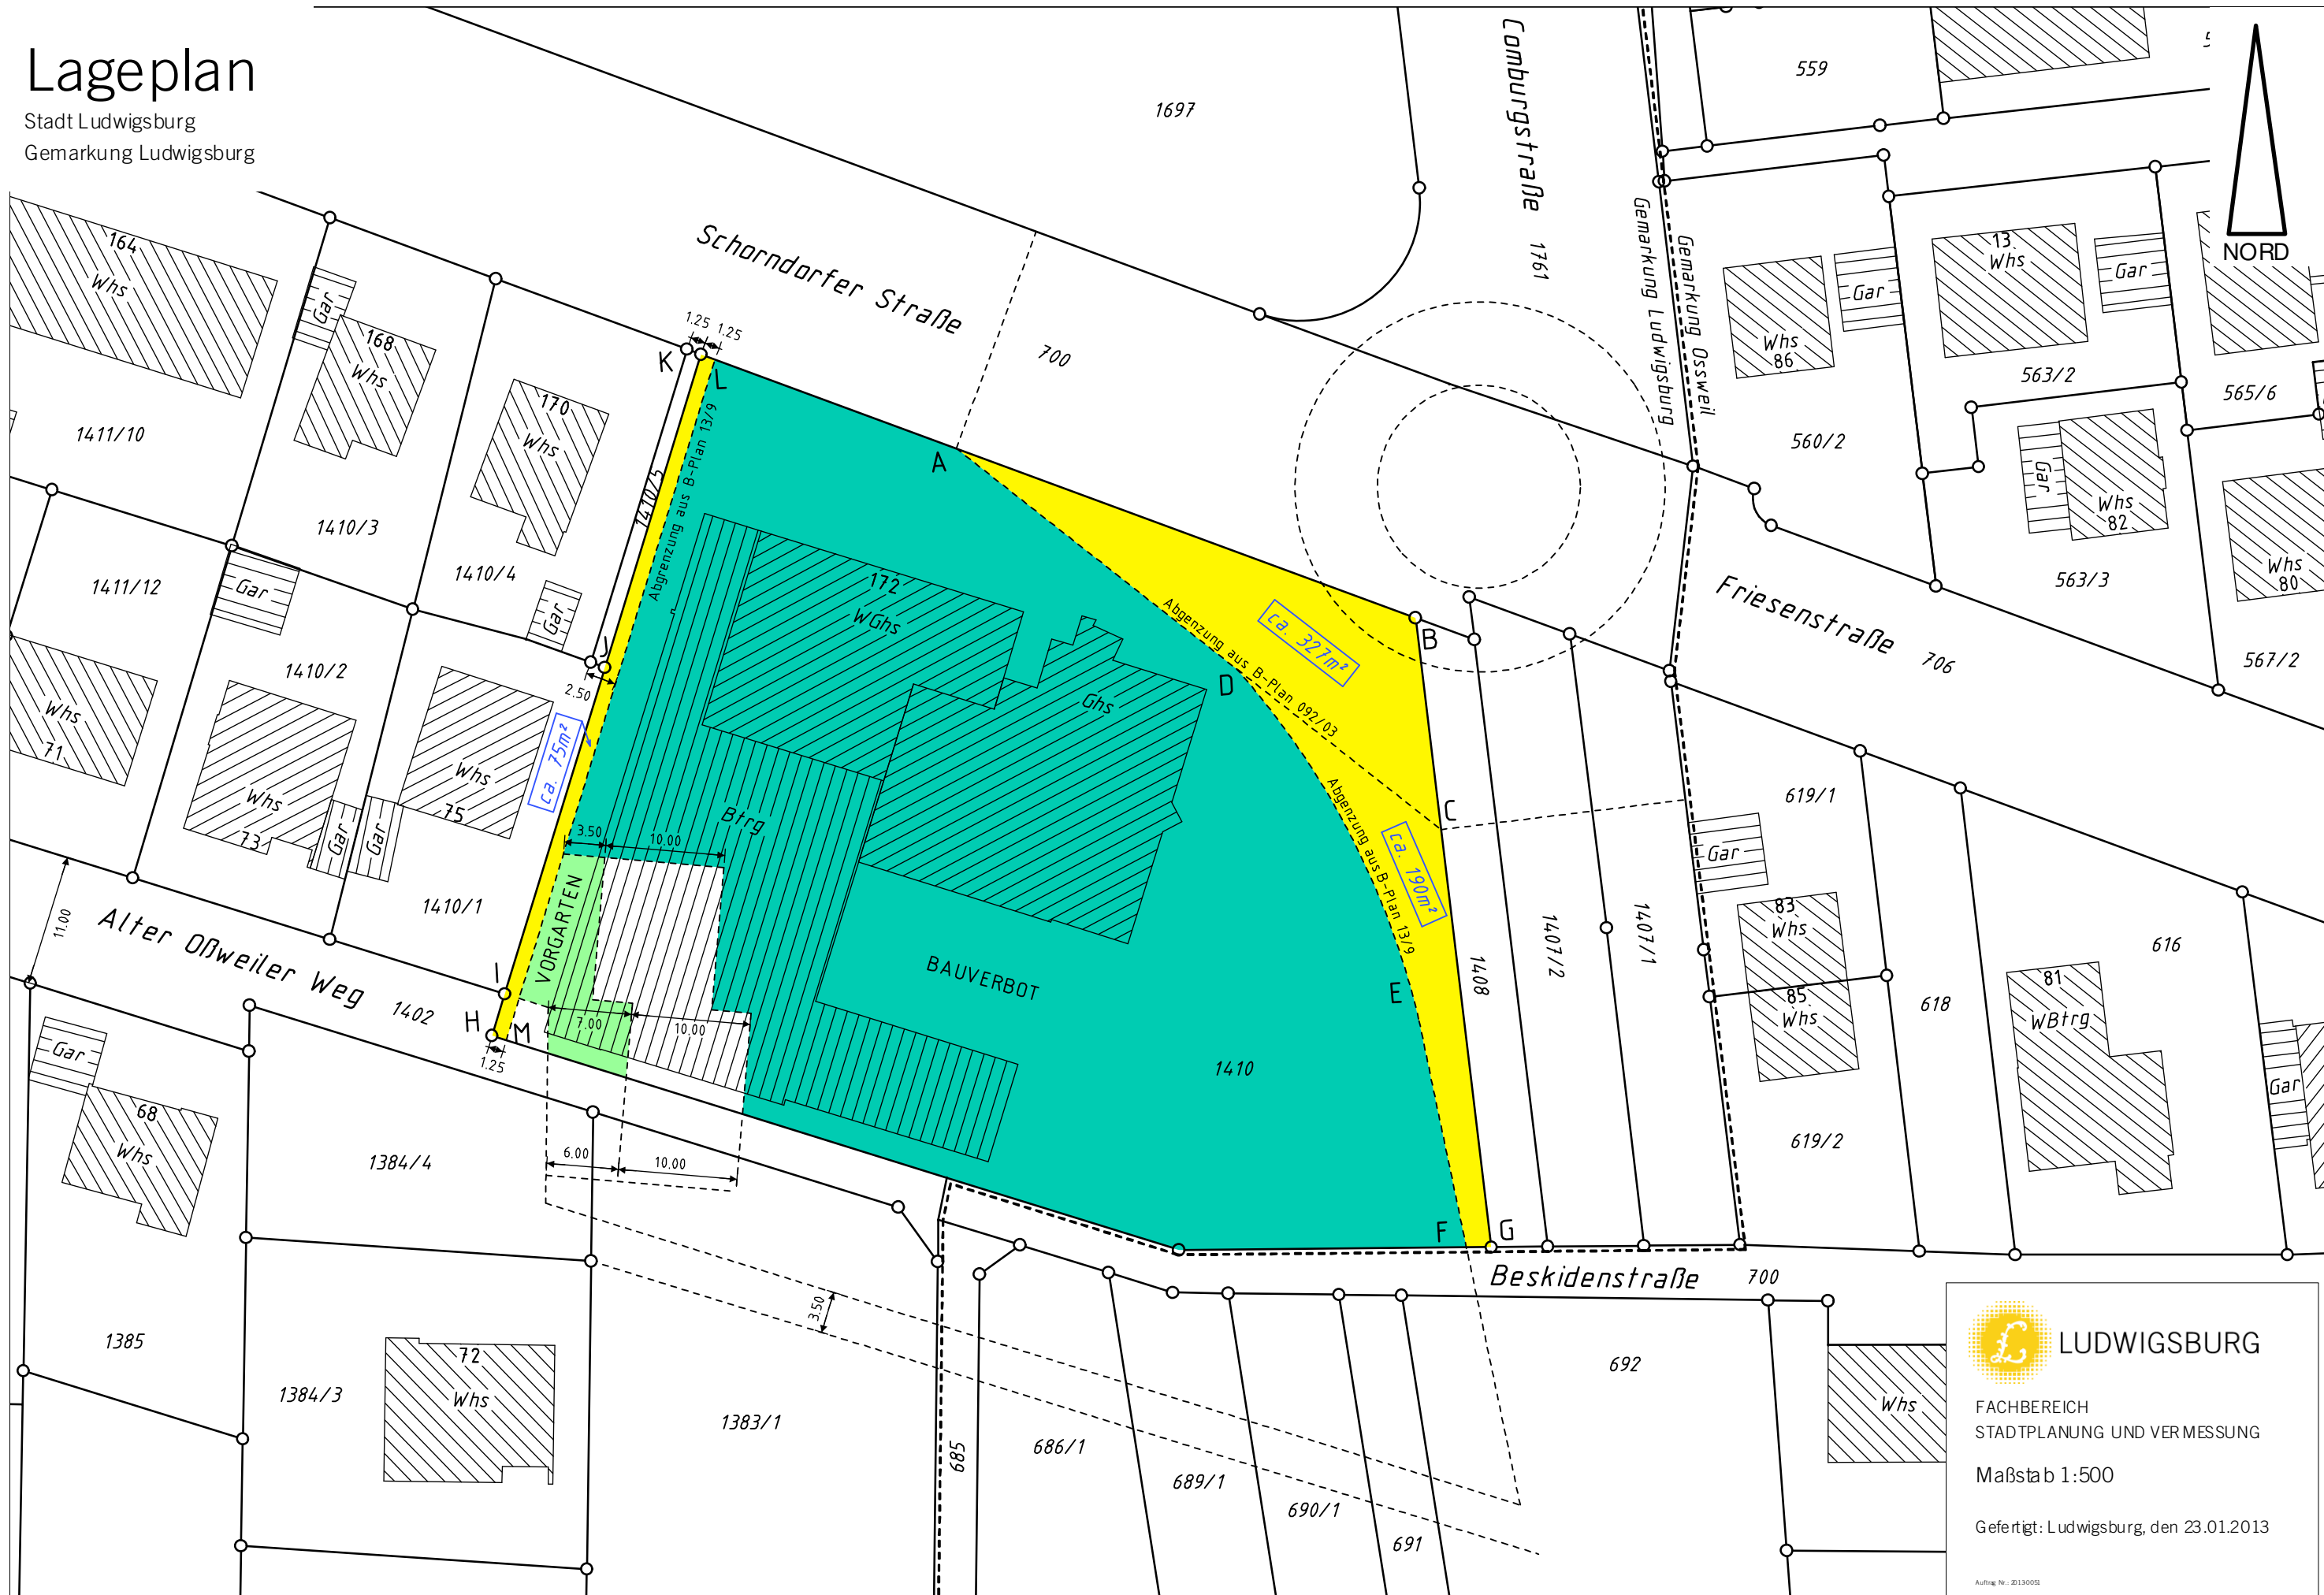 Lageplan
Stadt Ludwigsburg
Gemarkung Ludwigsburg
1697
Comburgstraße 1761
Gemarkung Ludwigsburg
Gemarkung Ossweil
559
NORD
Schorndorfer Straße
700
164
Whs
Gar
168
Whs
170
Whs
1411/10
1410/3
1410/4
1410/5
Gar
1411/12
Gar
1410/2
Whs
71
Whs
73
Gar
Gar
Whs
75
1410/1
1.25
1.25
K
L
J
2.50
ca. 75m²
Abgrenzung aus B-Plan 13/9
A
172
WGhs
Ghs
Btrg
3.50
10.00
VORGARTEN
BAUVERBOT
1410
7.00
10.00
6.00
10.00
I
H
M
1.25
Abgenzung aus B-Plan 092/03
ca. 327m²
B
D
C
Abgenzung aus B-Plan 13/9
ca. 190m²
E
F
G
1408
1407/2
1407/1
Whs
86
Gar
13
Whs
Gar
563/2
565/6
560/2
Gar
Whs
82
563/3
Whs
80
Friesenstraße
706
567/2
619/1
Gar
83
Whs
85
Whs
619/2
618
81
WBtrg
616
Gar
11.00
Alter Oßweiler Weg
1402
Gar
68
Whs
1384/4
1385
1384/3
72
Whs
1383/1
3.50
685
686/1
689/1
690/1
691
692
Beskidenstraße
700
Whs
LUDWIGSBURG
FACHBEREICH
STADTPLANUNG UND VERMESSUNG
Maßstab 1:500
Gefertigt: Ludwigsburg, den 23.01.2013
Auftrag Nr.: 20130051